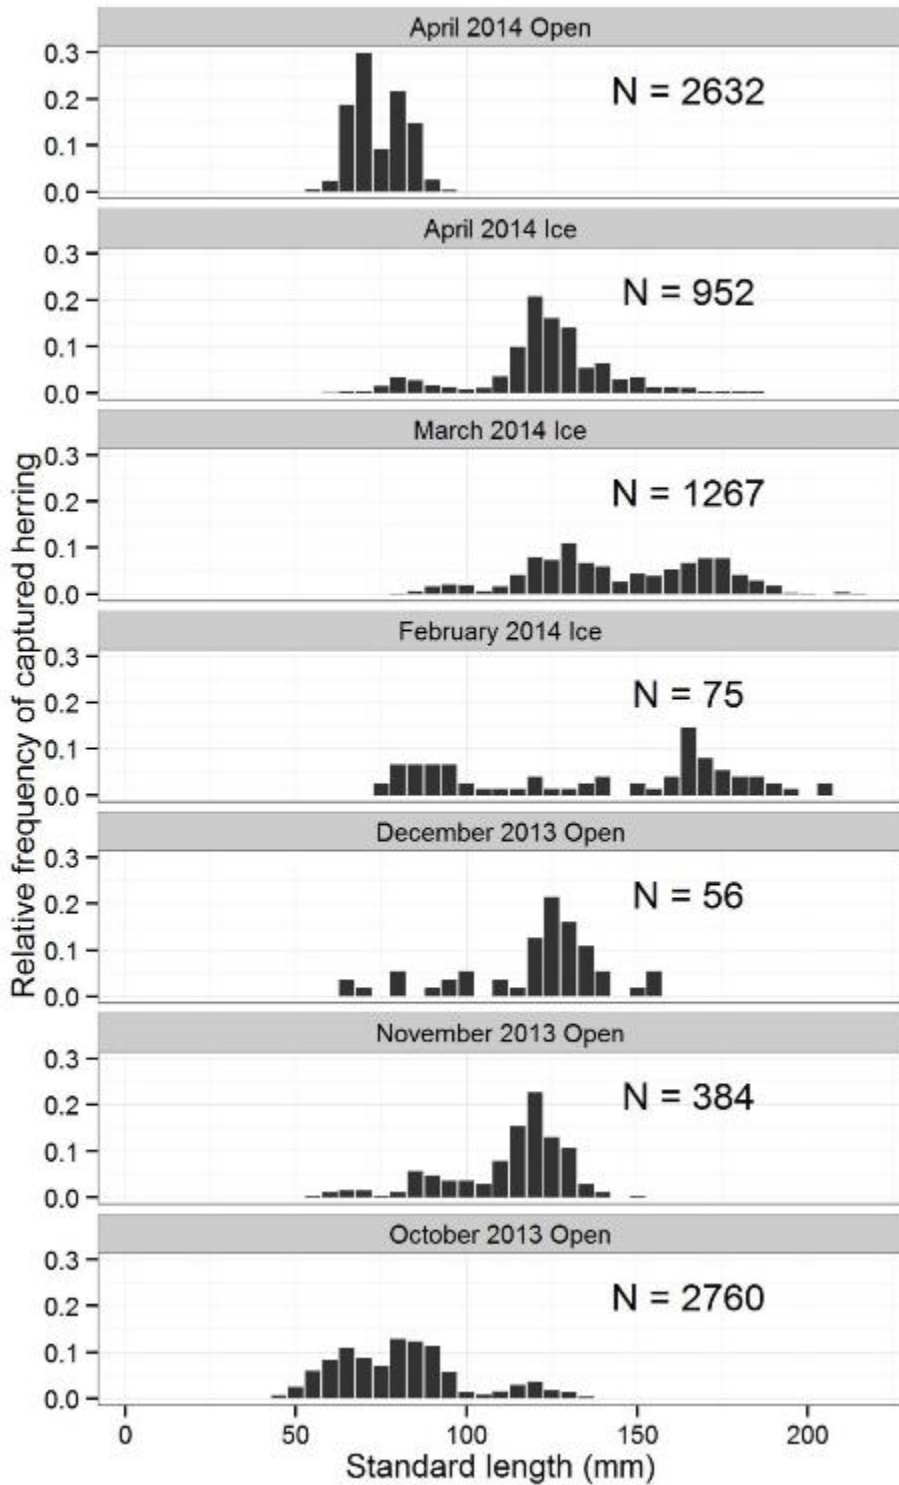 April 2014 Open
0.3
N = 2632
0.2
0.1
0.0
April 2014 Ice
0.3
N = 952
0.2
0.1
0.0
March 2014 Ice
0.3
N = 1267
0.2
0.1
0.0
February 2014 Ice
0.3
N = 75
0.2
0.1
0.0
December 2013 Open
0.3
N = 56
0.2
0.1
0.0
November 2013 Open
0.3
N = 384
0.2
0.1
0.0
October 2013 Open
0.3
N = 2760
0.2
0.1
0.0
Relative frequency of captured herring
0 50 100 150 200
Standard length (mm)